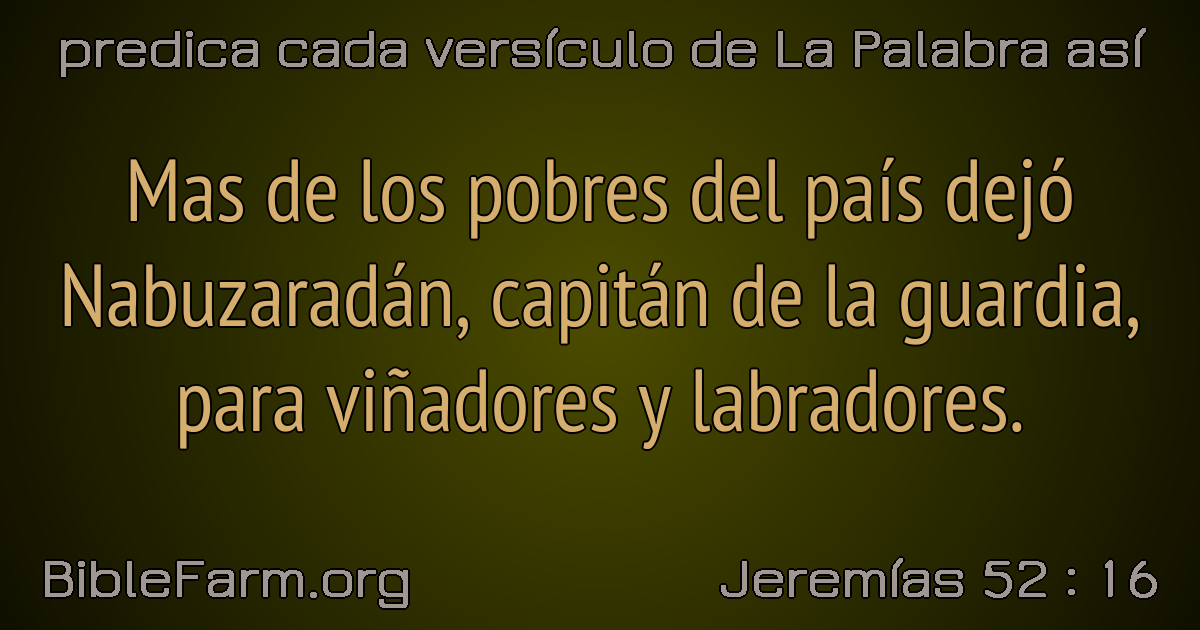 predica cada versículo de La Palabra así
Mas de los pobres del país dejó
Nabuzaradán, capitán de la guardia,
para viñadores y labradores.
BibleFarm.org
Jeremías 52 : 16